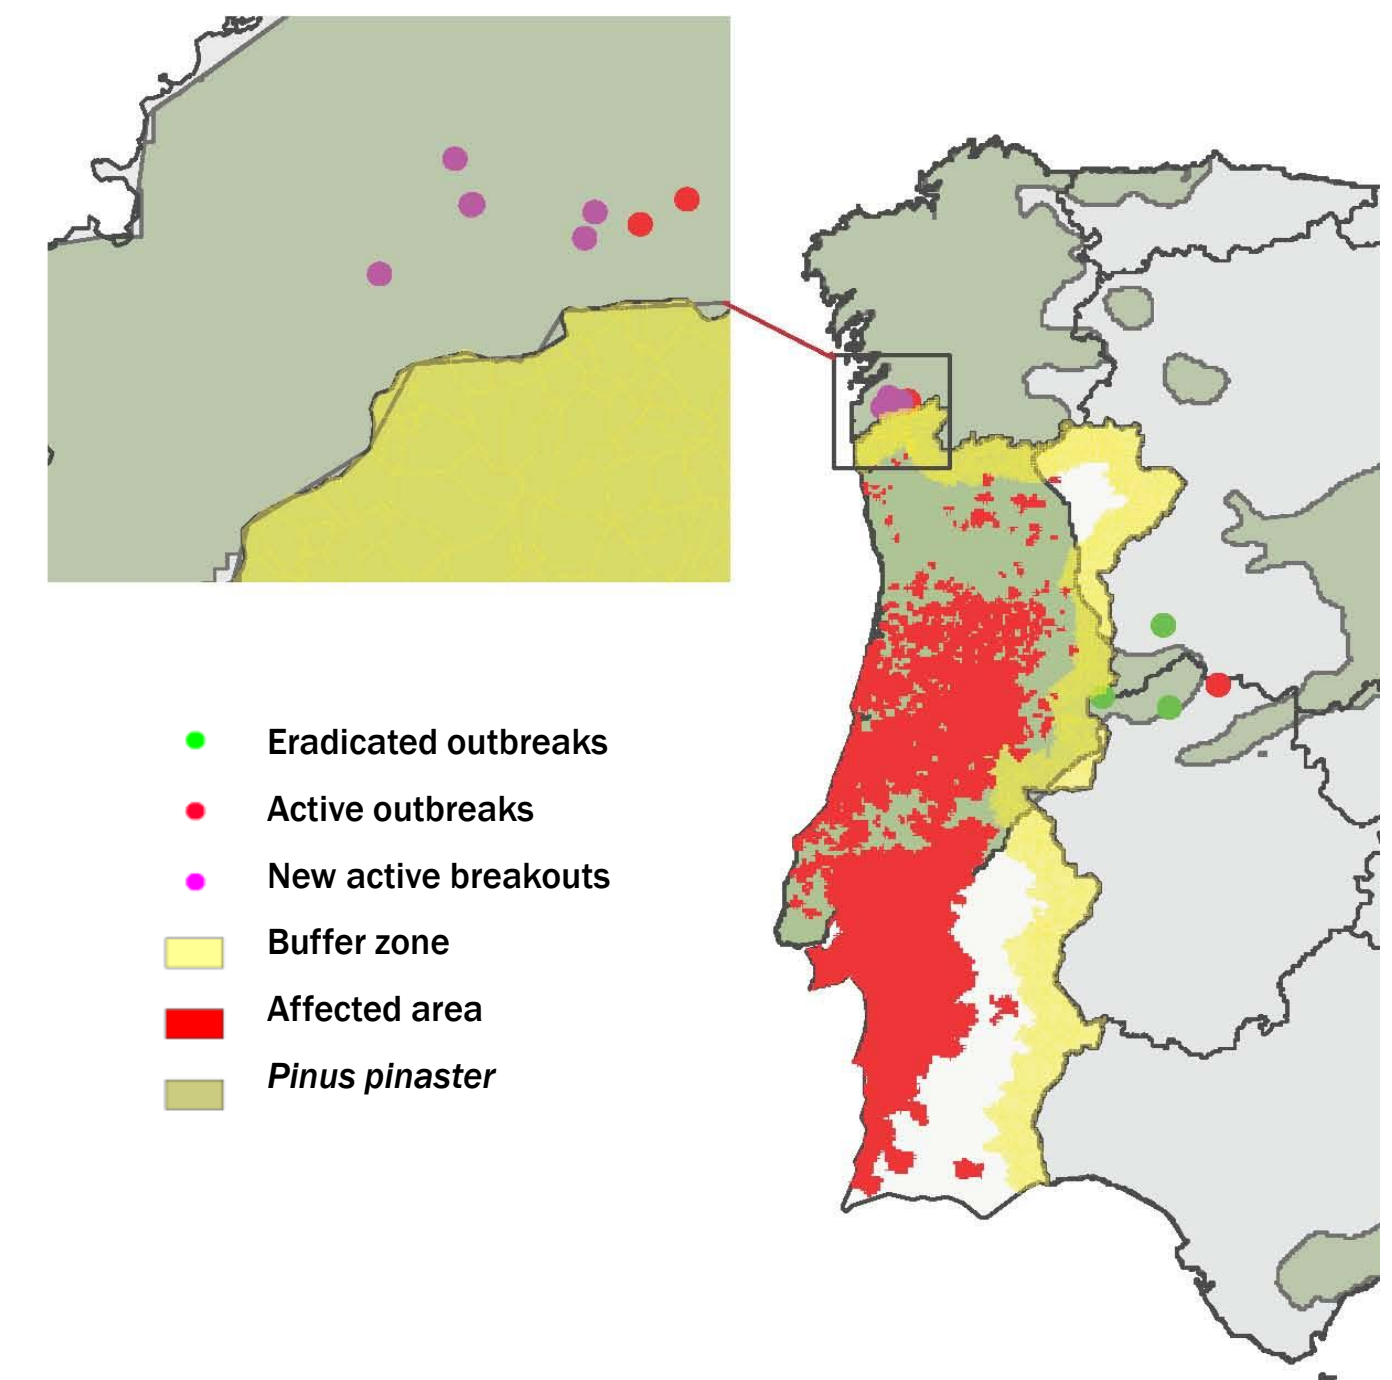 Eradicated outbreaks
Active outbreaks
New active breakouts
Buffer zone
Affected area
Pinus pinaster